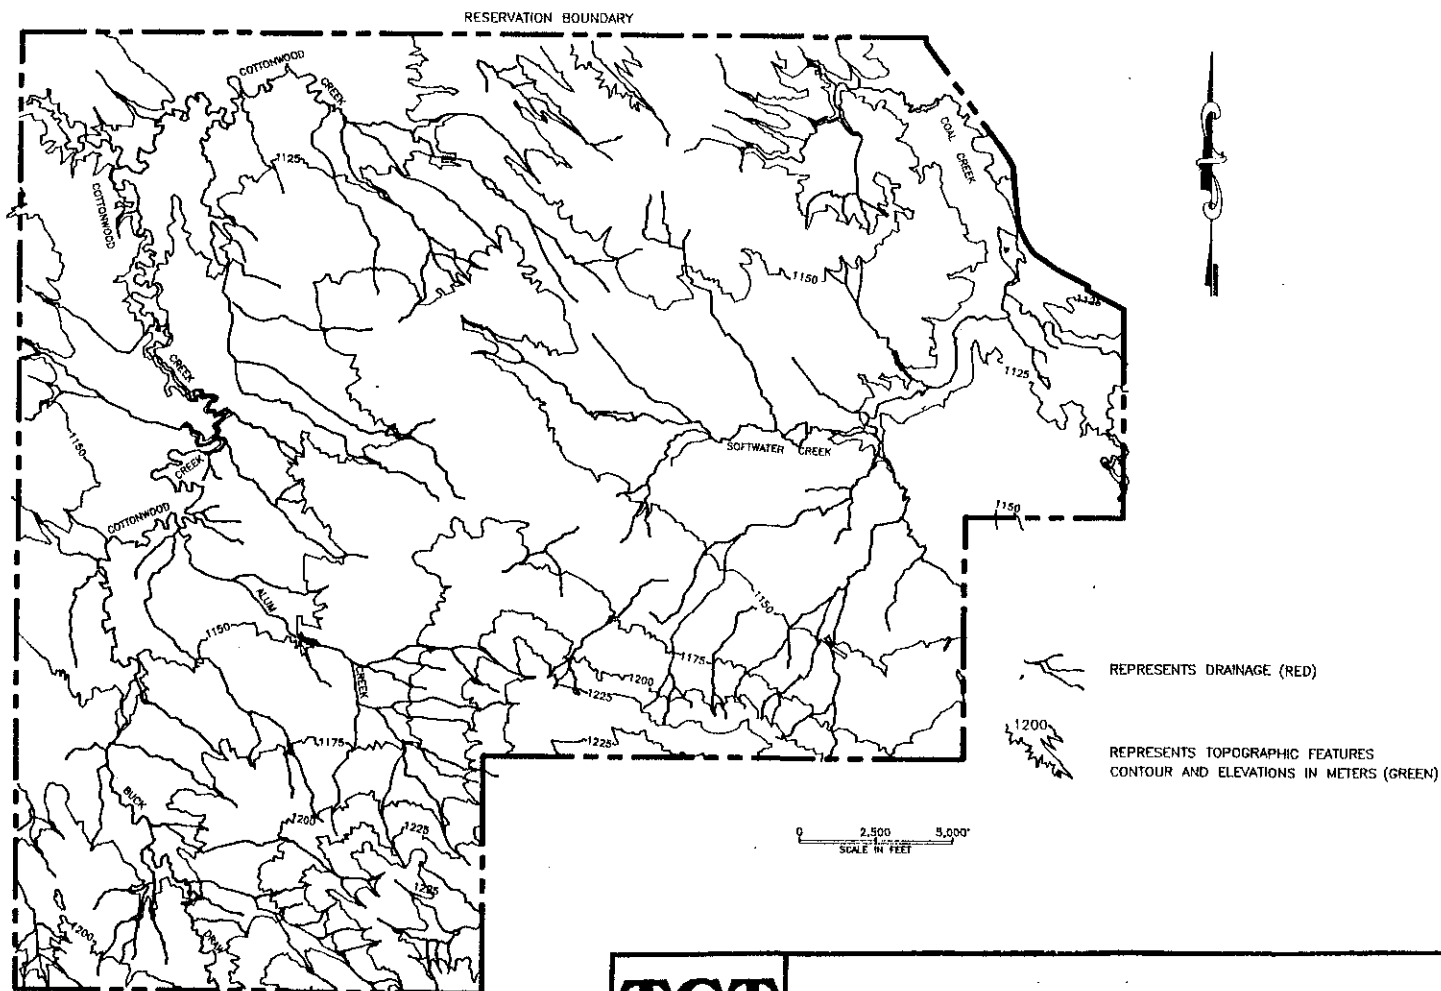 RESERVATION BOUNDARY
COTTONWOOD
CREEK
COAL CREEK
1125
COTTONWOOD
1150
1125
1125
CREEK
1150
SOFTWATER CREEK
CREEK
COTTONWOOD
1150
ALUM
1150
1150
1175
1200
CREEK
1225
1225
1175
BUCK
1200
1225
1225
1200
DRAW
REPRESENTS DRAINAGE (RED)
1200
REPRESENTS TOPOGRAPHIC FEATURES
CONTOUR AND ELEVATIONS IN METERS (GREEN)
0 2,500 5,000'
SCALE IN FEET
TCT